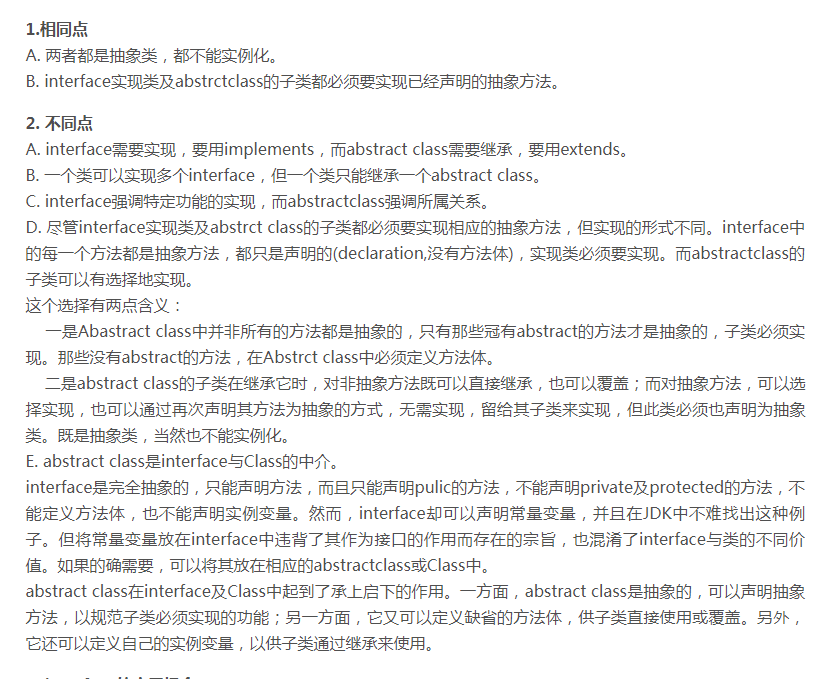 1.相同点
A. 两者都是抽象类，都不能实例化。
B. interface实现类及abstrctclass的子类都必须要实现已经声明的抽象方法。
2. 不同点
A. interface需要实现，要用implements，而abstract class需要继承，要用extends。
B. 一个类可以实现多个interface，但一个类只能继承一个abstract class。
C. interface强调特定功能的实现，而abstractclass强调所属关系。
D. 尽管interface实现类及abstrct class的子类都必须要实现相应的抽象方法，但实现的形式不同。interface中
的每一个方法都是抽象方法，都只是声明的(declaration,没有方法体)，实现类必须要实现。而abstractclass的
子类可以有选择地实现。
这个选择有两点含义：
一是Abastract class中并非所有的方法都是抽象的，只有那些冠有abstract的方法才是抽象的，子类必须实
现。那些没有abstract的方法，在Abstrct class中必须定义方法体。
二是abstract class的子类在继承它时，对非抽象方法既可以直接继承，也可以覆盖；而对抽象方法，可以选
择实现，也可以通过再次声明其方法为抽象的方式，无需实现，留给其子类来实现，但此类必须也声明为抽象
类。既是抽象类，当然也不能实例化。
E. abstract class是interface与Class的中介。
interface是完全抽象的，只能声明方法，而且只能声明pulic的方法，不能声明private及protected的方法，不
能定义方法体，也不能声明实例变量。然而，interface却可以声明常量变量，并且在JDK中不难找出这种例
子。但将常量变量放在interface中违背了其作为接口的作用而存在的宗旨，也混淆了interface与类的不同价
值。如果的确需要，可以将其放在相应的abstractclass或Class中。
abstract class在interface及Class中起到了承上启下的作用。一方面，abstract class是抽象的，可以声明抽象
方法，以规范子类必须实现的功能；另一方面，它又可以定义缺省的方法体，供子类直接使用或覆盖。另外，
它还可以定义自己的实例变量，以供子类通过继承来使用。